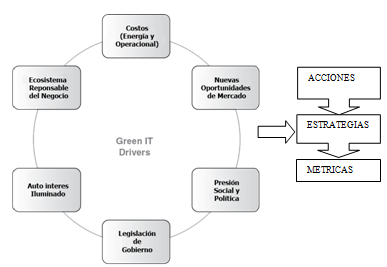 Costos
(Energía y
Operacional)
Ecosistema
Reponsable
del Negocio
Nuevas
Oportunidades
de Mercado
Green IT
Drivers
Auto interes
Iluminado
Presión
Social y
Política
Legislación
de
Gobierno
ACCIONES
ESTRATEGIAS
METRICAS